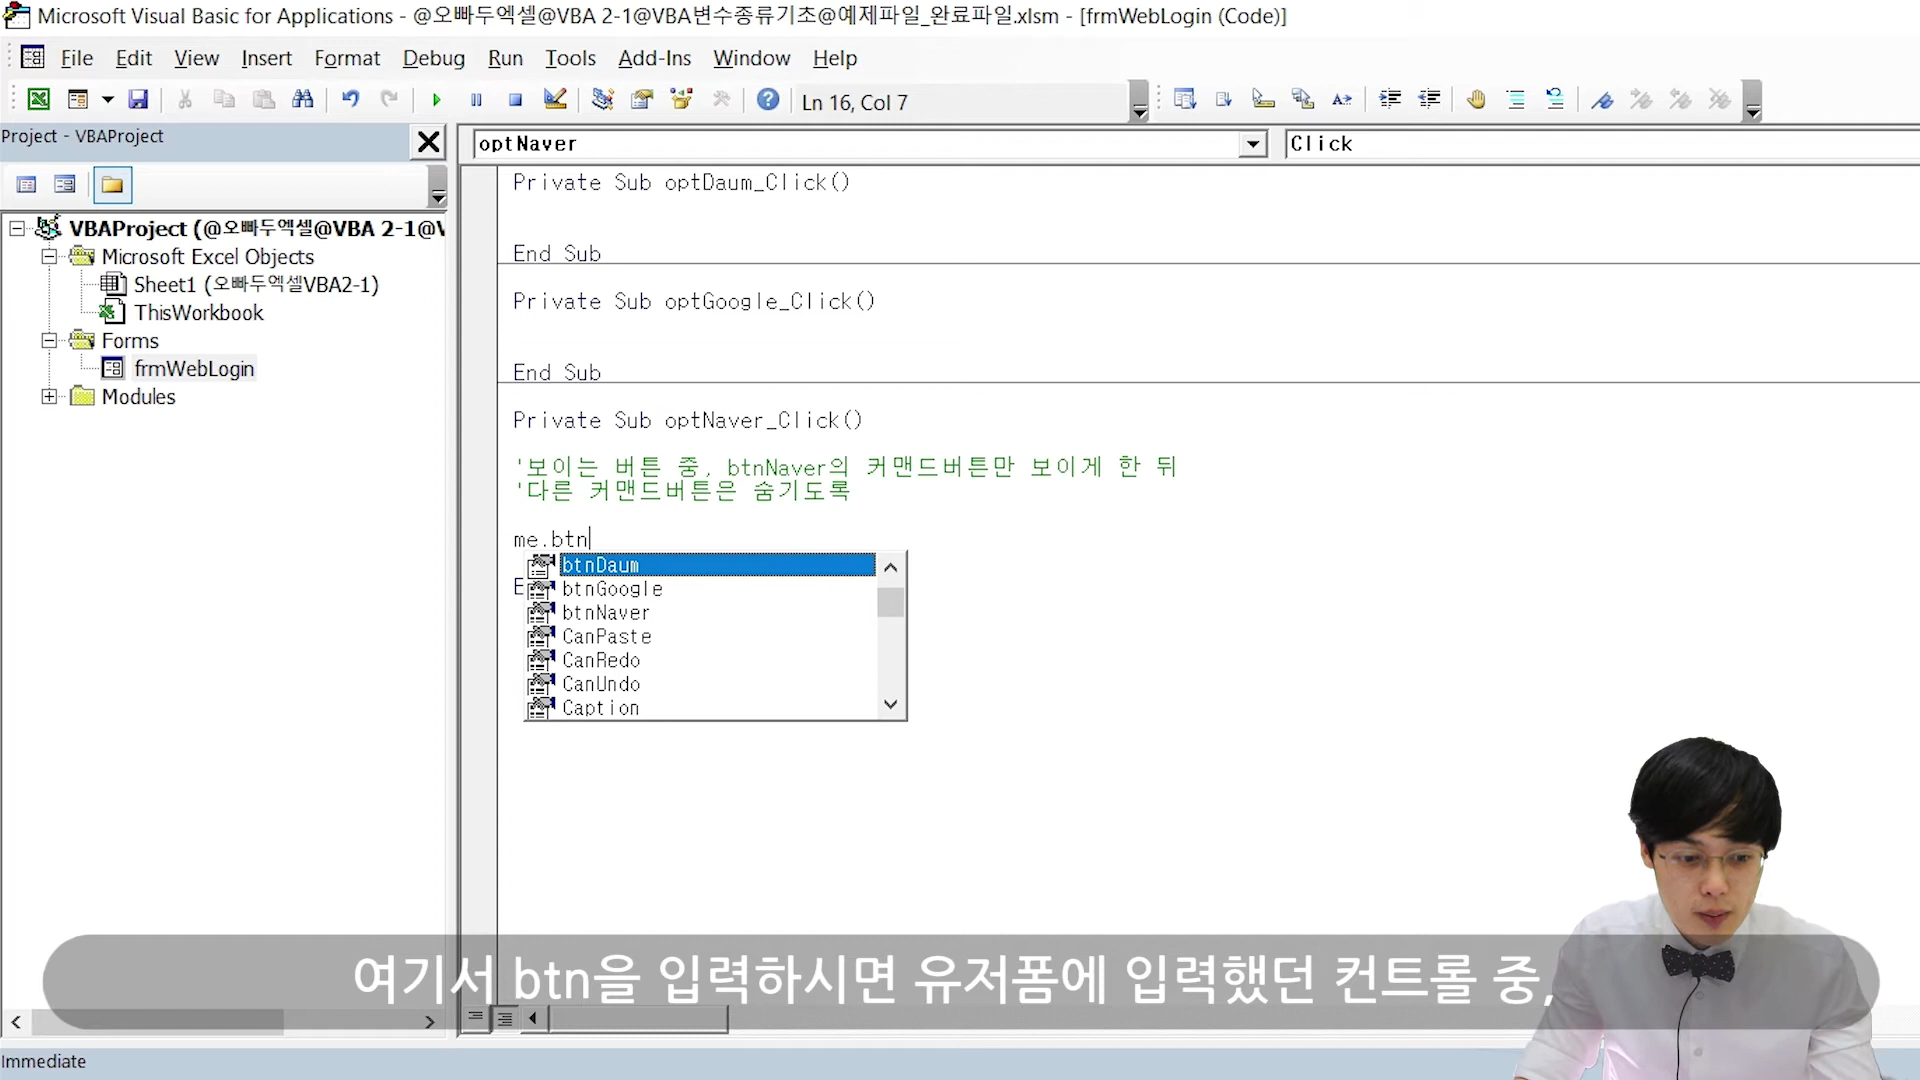 Microsoft Visual Basic for Applications - @오빠두엑셀@VBA 2-1@VBA변수종류기초@예제파일_완료파일.xlsm - [frmWebLogin (Code)]
File Edit View Insert Format Debug Run Tools Add-Ins Window Help
Ln 16, Col 7
Project - VBAProject
optNaver
Click
VBAProject (@오빠두엑셀@VBA 2-1@V
Microsoft Excel Objects
Sheet1 (오빠두엑셀VBA2-1)
ThisWorkbook
Forms
frmWebLogin
Modules
Private Sub optDaum_Click()
End Sub
Private Sub optGoogle_Click()
End Sub
Private Sub optNaver_Click()
'보이는 버튼 중, btnNaver의 커맨드버튼만 보이게 한 뒤
'다른 커맨드버튼은 숨기도록
me.btn
E
btnDaum
btnGoogle
btnNaver
CanPaste
CanRedo
CanUndo
Caption
여기서 btn을 입력하시면 유저폼에 입력했던 컨트롤 중,
Immediate